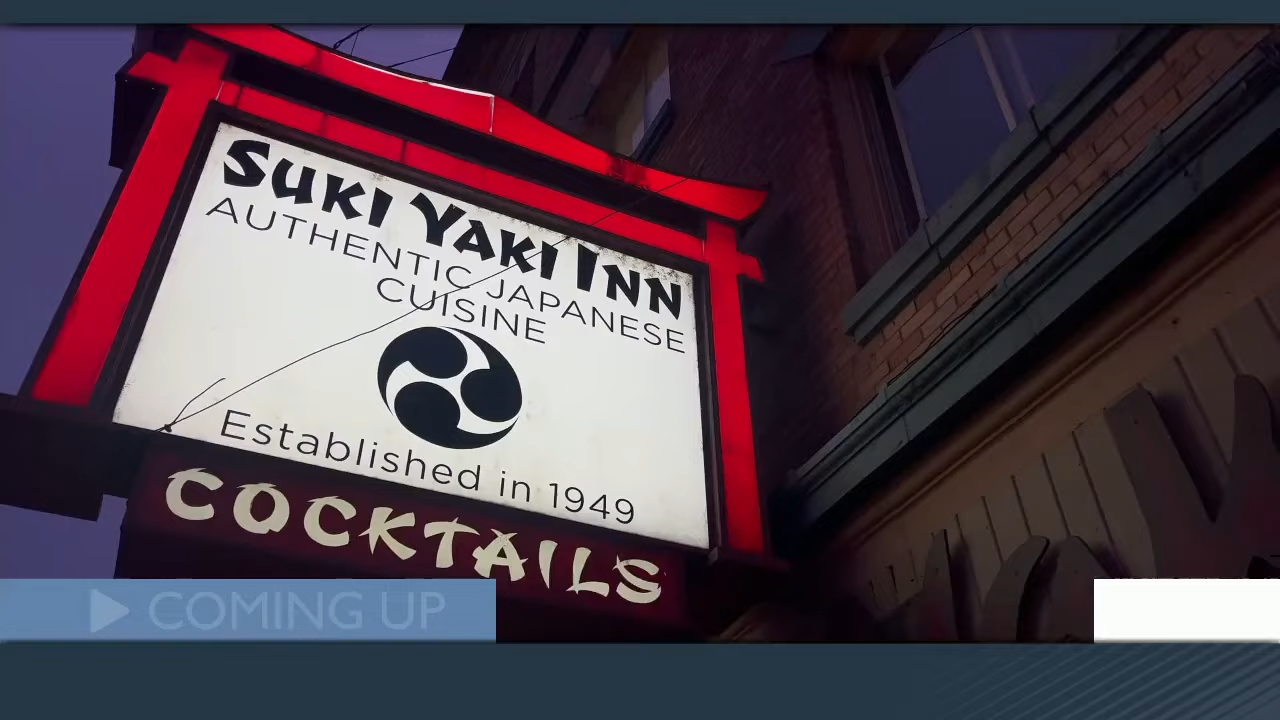 SUKI YAKI INN
AUTHENTIC JAPANESE
CUISINE
Established in 1949
COCKTAILS
COMING UP